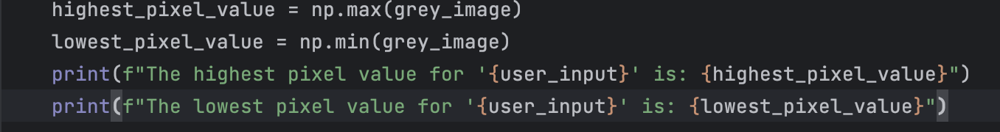 highest_pixel_value = np.max(grey_image)
lowest_pixel_value = np.min(grey_image)
print(f"The highest pixel value for '{user_input}' is: {highest_pixel_value}")
print(f"The lowest pixel value for '{user_input}' is: {lowest_pixel_value}")